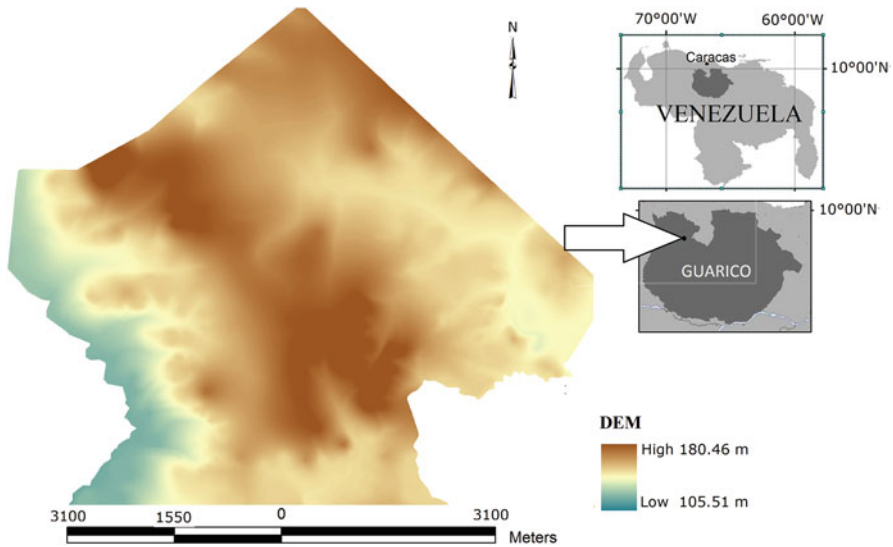 N
70°00'W 60°00'W
Caracas
10°00'N
VENEZUELA
10°00'N
GUARICO
DEM
High 180.46 m
Low 105.51 m
3100 1550 0 3100
Meters